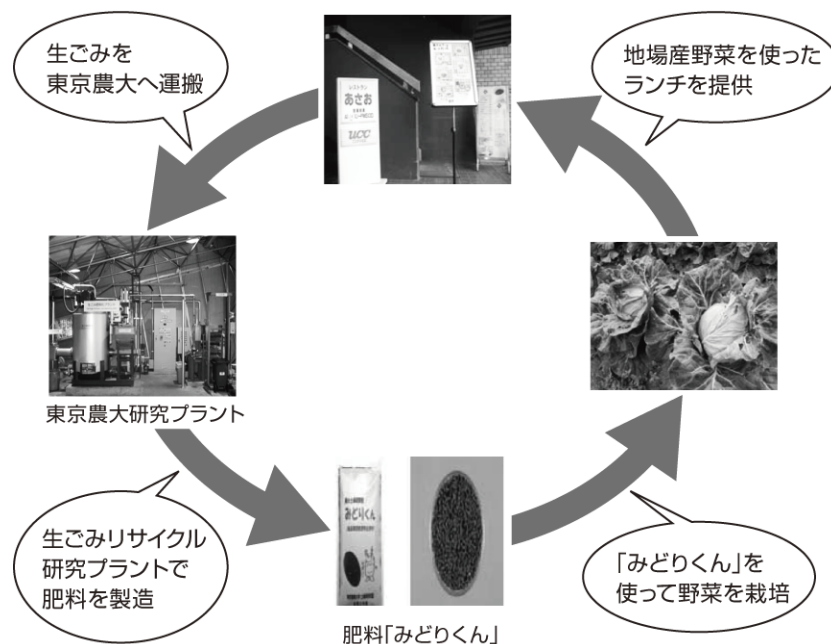 生ごみを
東京農大へ運搬
地場産野菜を使った
ランチを提供
レストラン
あさお
UCC
東京農大研究プラント
生ごみリサイクル
研究プラントで
肥料を製造
みどりくん
「みどりくん」を
使って野菜を栽培
肥料「みどりくん」